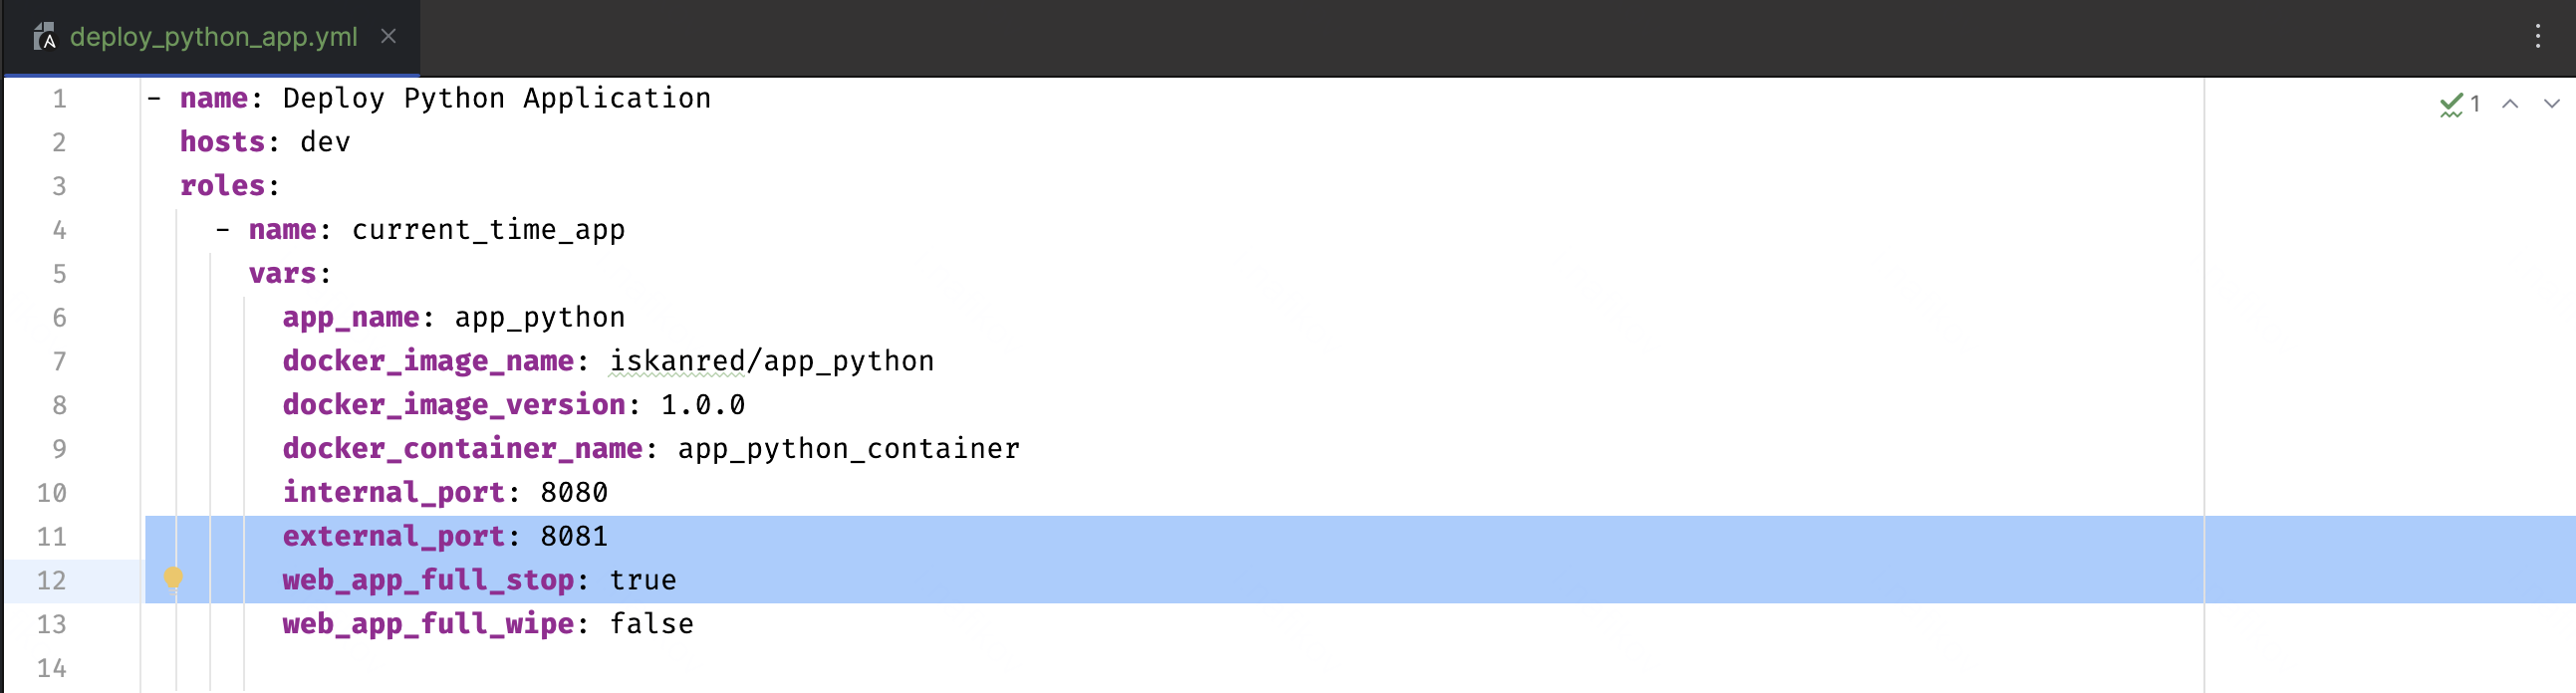 deploy_python_app.yml
1 - name: Deploy Python Application
1
2 hosts: dev
3 roles:
4 - name: current_time_app
5 vars:
6 app_name: app_python
7 docker_image_name: iskanred/app_python
8 docker_image_version: 1.0.0
9 docker_container_name: app_python_container
10 internal_port: 8080
11 external_port: 8081
12 web_app_full_stop: true
13 web_app_full_wipe: false
14